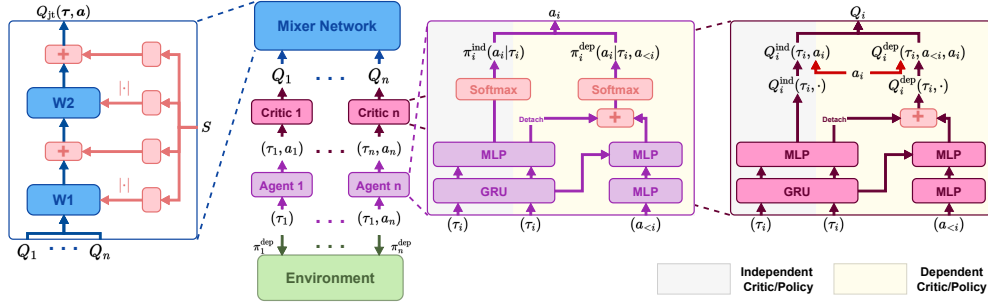 Q_jt(τ, a)
+
W2
|·|
+
W1
|·|
S
Q_1 · · · Q_n
Mixer Network
Q_1 · · · Q_n
Critic 1 Critic n
(τ_1, a_1) · · · (τ_n, a_n)
Agent 1 Agent n
(τ_1) · · · (τ_1, a_n)
π_1^dep π_n^dep
Environment
a_i
π_i^ind(a_i|τ_i) π_i^dep(a_i|τ_i, a_<i)
Softmax Softmax
Detach +
MLP MLP
GRU MLP
(τ_i) (τ_i) (a_<i)
Q_i
Q_i^ind(τ_i, a_i) Q_i^dep(τ_i, a_<i, a_i)
a_i
Q_i^ind(τ_i, ·) Q_i^dep(τ_i, ·)
Detach +
MLP MLP
GRU MLP
(τ_i) (τ_i) (a_<i)
Independent
Critic/Policy
Dependent
Critic/Policy